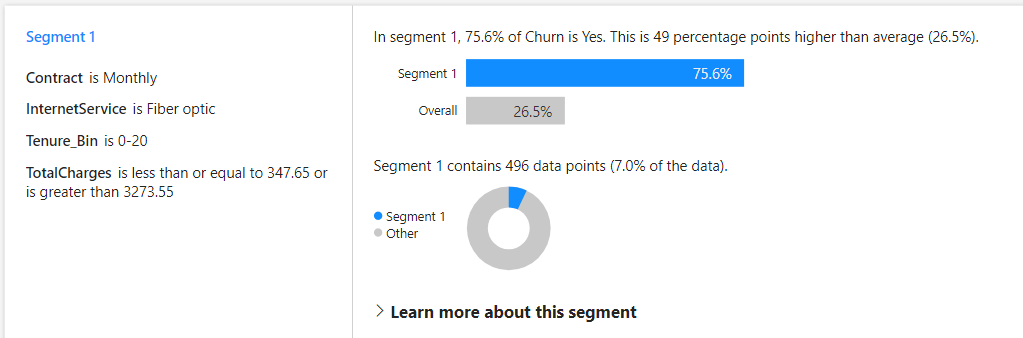 Segment 1
Contract is Monthly
InternetService is Fiber optic
Tenure_Bin is 0-20
TotalCharges is less than or equal to 347.65 or
is greater than 3273.55
In segment 1, 75.6% of Churn is Yes. This is 49 percentage points higher than average (26.5%).
Segment 1 75.6%
Overall 26.5%
Segment 1 contains 496 data points (7.0% of the data).
Segment 1
Other
Learn more about this segment